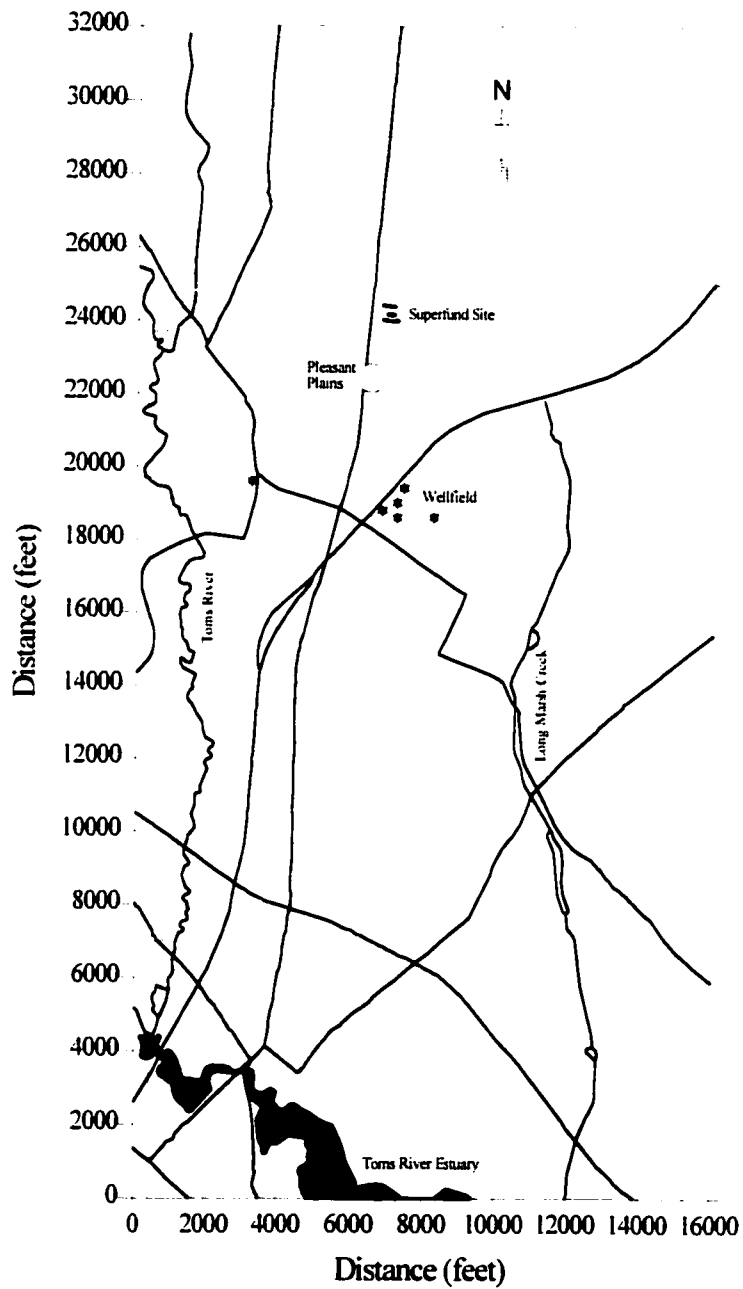 32000
30000
28000
26000
24000
22000
20000
18000
16000
14000
12000
10000
8000
6000
4000
2000
0
Distance (feet)
N
Superfund Site
Pleasant
Plains
Wellfield
Toms River
Long Marsh Creek
Toms River Estuary
0 2000 4000 6000 8000 10000 12000 14000 16000
Distance (feet)